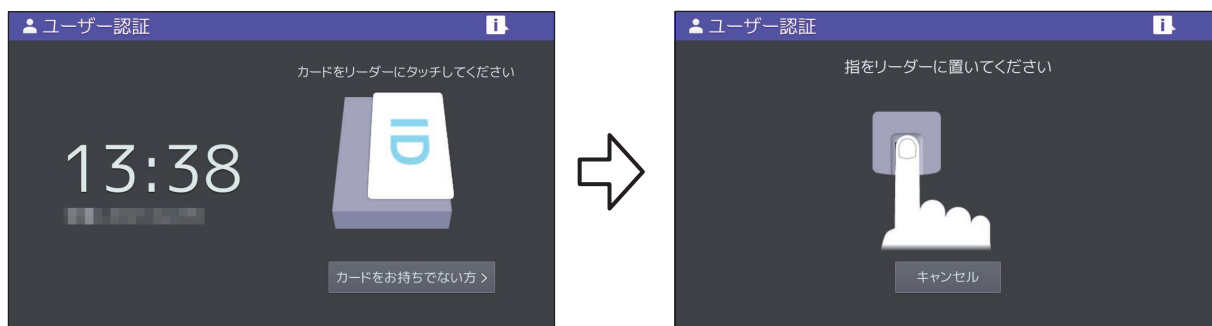 ユーザー認証
i
カードをリーダーにタッチしてください
ID
13:38
カードをお持ちでない方 >
ユーザー認証
i
指をリーダーに置いてください
キャンセル